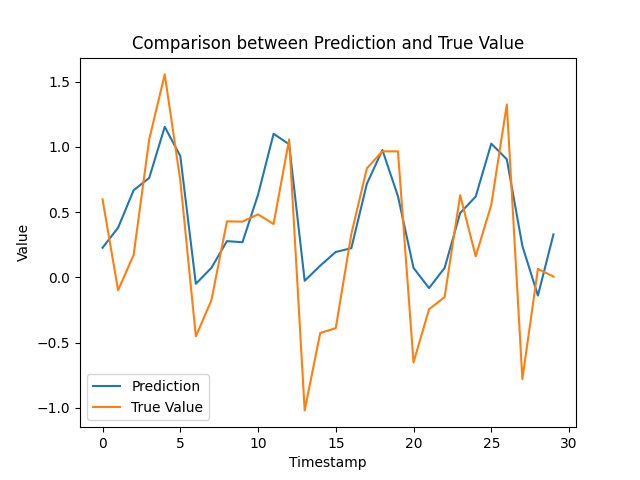 Comparison between Prediction and True Value
1.5
1.0
0.5
0.0
−0.5
−1.0
Value
Prediction
True Value
0 5 10 15 20 25 30
Timestamp